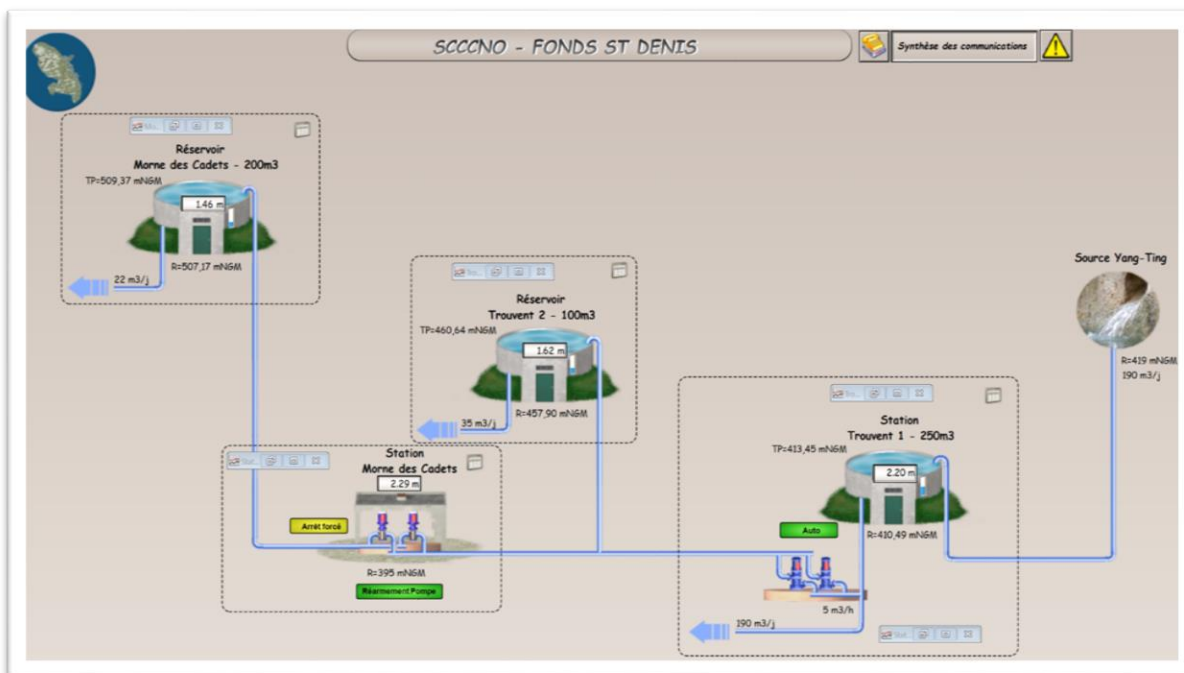 SCCCNO - FONDS ST DENIS
Synthèse des communications
Réservoir
Morne des Cadets - 200m3
TP=509,37 mNGM
1.46 m
R=507,17 mNGM
22 m3/j
Réservoir
Trouvent 2 - 100m3
TP=460,64 mNGM
1.62 m
R=457,90 mNGM
35 m3/j
Source Yang-Ting
R=419 mNGM
190 m3/j
Station
Morne des Cadets
2.29 m
Arrêt forcé
R=395 mNGM
Réarmement Pompe
Station
Trouvent 1 - 250m3
TP=413,45 mNGM
2.20 m
Auto
R=410,49 mNGM
5 m3/h
190 m3/j